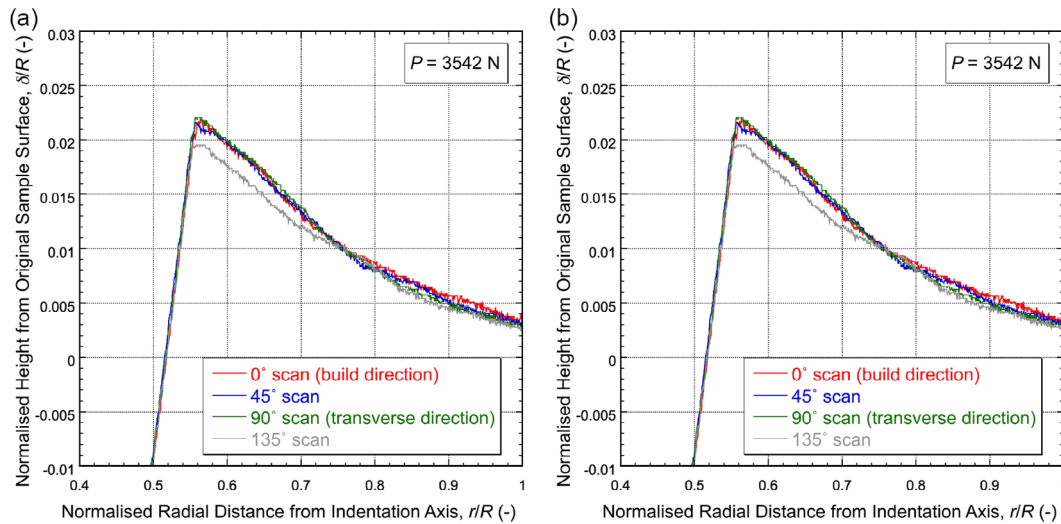 (a)
Normalised Height from Original Sample Surface, δ/R (-)
0.03
0.025
0.02
0.015
0.01
0.005
0
-0.005
-0.01
P = 3542 N
0˚ scan (build direction)
45˚ scan
90˚ scan (transverse direction)
135˚ scan
0.4 0.5 0.6 0.7 0.8 0.9 1
Normalised Radial Distance from Indentation Axis, r/R (-)
(b)
Normalised Height from Original Sample Surface, δ/R (-)
0.03
0.025
0.02
0.015
0.01
0.005
0
-0.005
-0.01
P = 3542 N
0˚ scan (build direction)
45˚ scan
90˚ scan (transverse direction)
135˚ scan
0.4 0.5 0.6 0.7 0.8 0.9
Normalised Radial Distance from Indentation Axis, r/R (-)